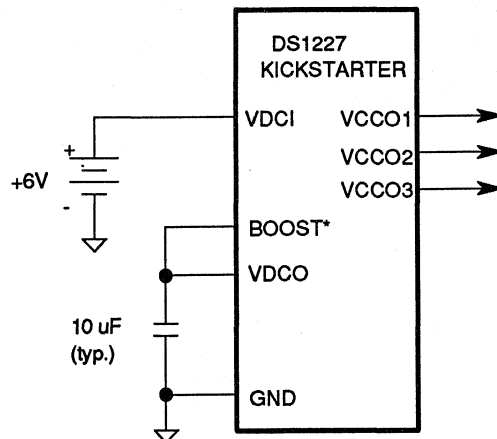 DS1227
KICKSTARTER
VDCI
VCCO1
VCCO2
VCCO3
+
+6V
-
BOOST*
VDCO
10 uF
(typ.)
GND